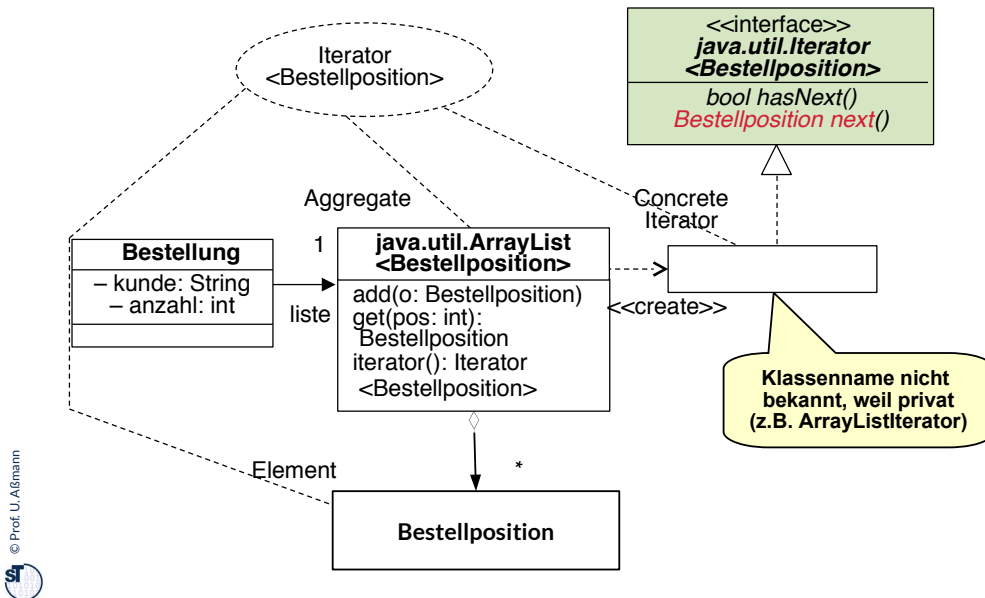 Iterator
<Bestellposition>
<<interface>>
java.util.Iterator
<Bestellposition>
bool hasNext()
Bestellposition next()
Aggregate
Concrete
Iterator
Bestellung
– kunde: String
– anzahl: int
1
liste
java.util.ArrayList
<Bestellposition>
add(o: Bestellposition)
get(pos: int):
Bestellposition
iterator(): Iterator
<Bestellposition>
<<create>>
Klassenname nicht
bekannt, weil privat
(z.B. ArrayListIterator)
Element
*
Bestellposition
© Prof. U. Aßmann
ST